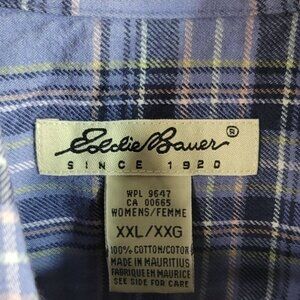 Eddie Bauer ®
SINCE 1920
WPL 9647
CA 00665
WOMENS/FEMME
XXL/XXG
100% COTTON/COTON
MADE IN MAURITIUS
FABRIQUE EN MAURICE
SEE SIDE FOR CARE